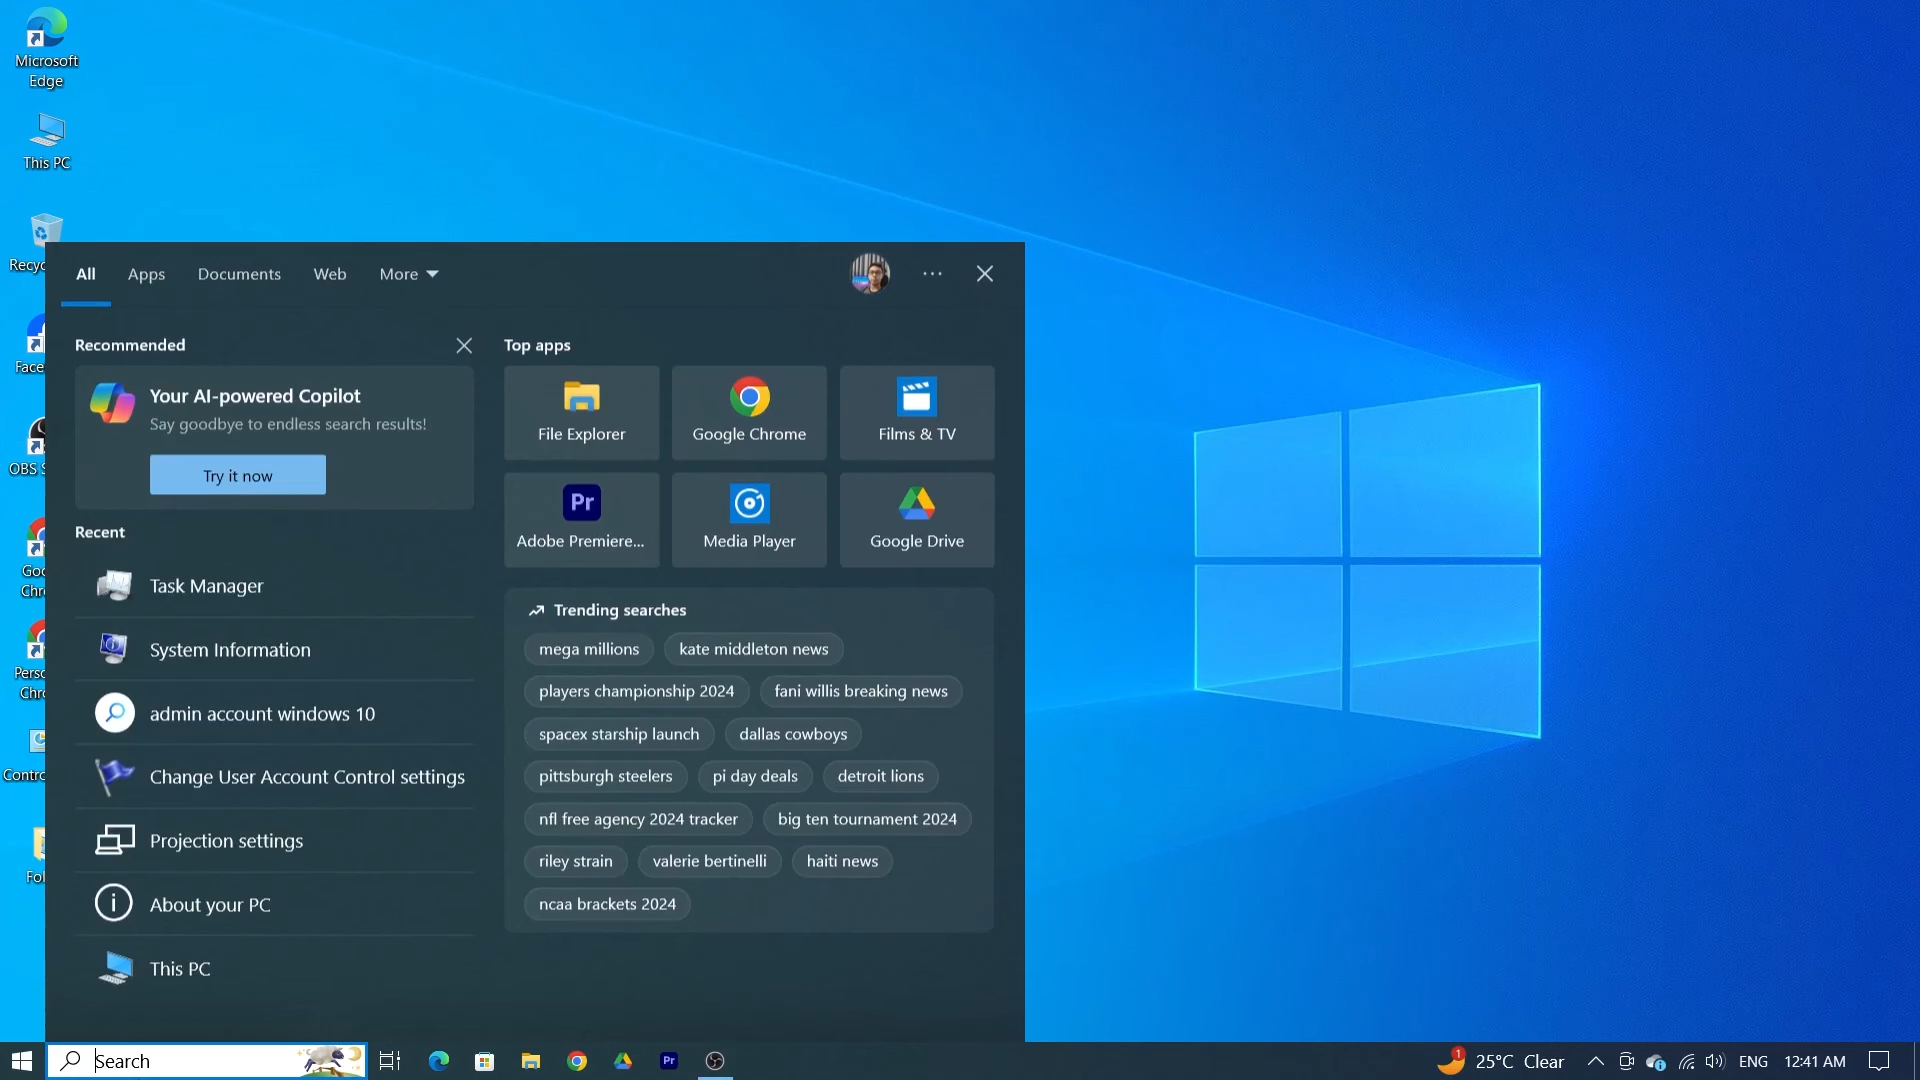 Microsoft
Edge
This PC
Recyc
Face
OBS S
Goo
Chr
Perso
Chro
Contro
Fol
All
Apps
Documents
Web
More
Recommended
Your AI-powered Copilot
Say goodbye to endless search results!
Try it now
Recent
Task Manager
System Information
admin account windows 10
Change User Account Control settings
Projection settings
About your PC
This PC
Top apps
File Explorer
Google Chrome
Films & TV
Pr
Adobe Premiere...
Media Player
Google Drive
Trending searches
mega millions
kate middleton news
players championship 2024
fani willis breaking news
spacex starship launch
dallas cowboys
pittsburgh steelers
pi day deals
detroit lions
nfl free agency 2024 tracker
big ten tournament 2024
riley strain
valerie bertinelli
haiti news
ncaa brackets 2024
Search
Pr
1
25°C Clear
ENG
12:41 AM